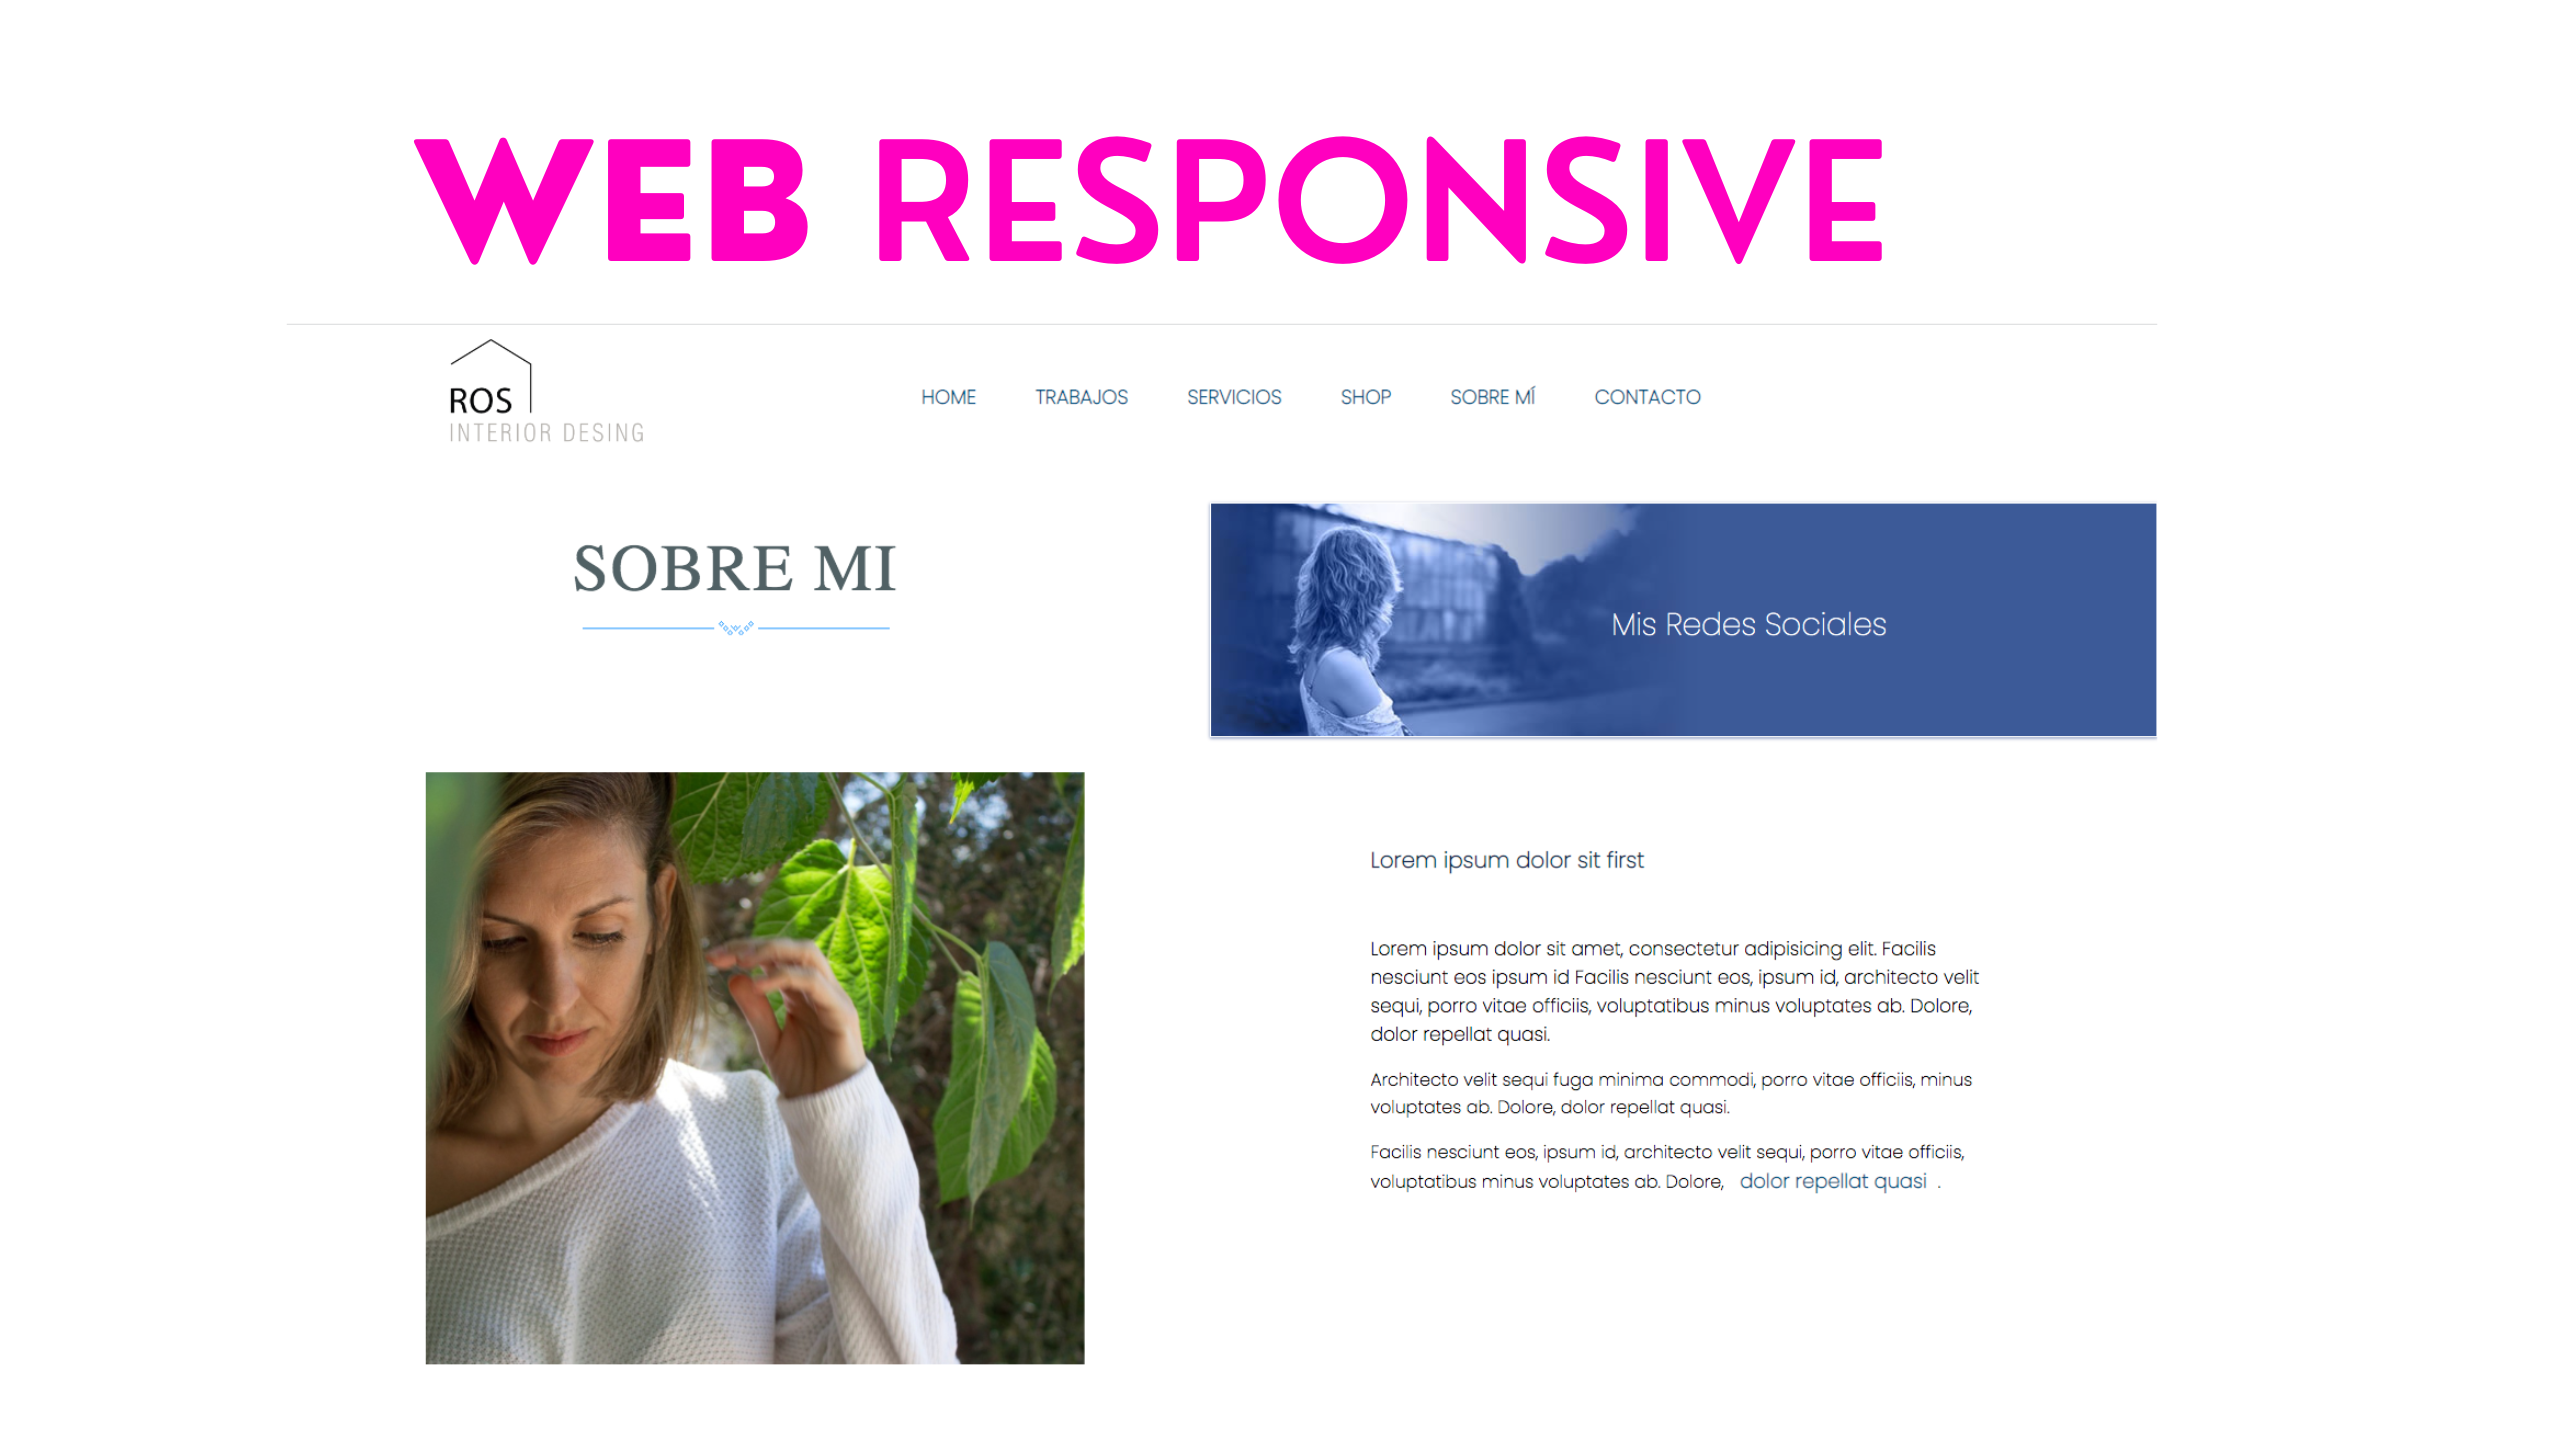 WEB RESPONSIVE
ROS
INTERIOR DESING
HOME TRABAJOS SERVICIOS SHOP SOBRE MÍ CONTACTO
SOBRE MI
Mis Redes Sociales
Lorem ipsum dolor sit first
Lorem ipsum dolor sit amet, consectetur adipisicing elit. Facilis
nesciunt eos ipsum id Facilis nesciunt eos, ipsum id, architecto velit
sequi, porro vitae officiis, voluptatibus minus voluptates ab. Dolore,
dolor repellat quasi.
Architecto velit sequi fuga minima commodi, porro vitae officiis, minus
voluptates ab. Dolore, dolor repellat quasi.
Facilis nesciunt eos, ipsum id, architecto velit sequi, porro vitae officiis,
voluptatibus minus voluptates ab. Dolore, dolor repellat quasi .